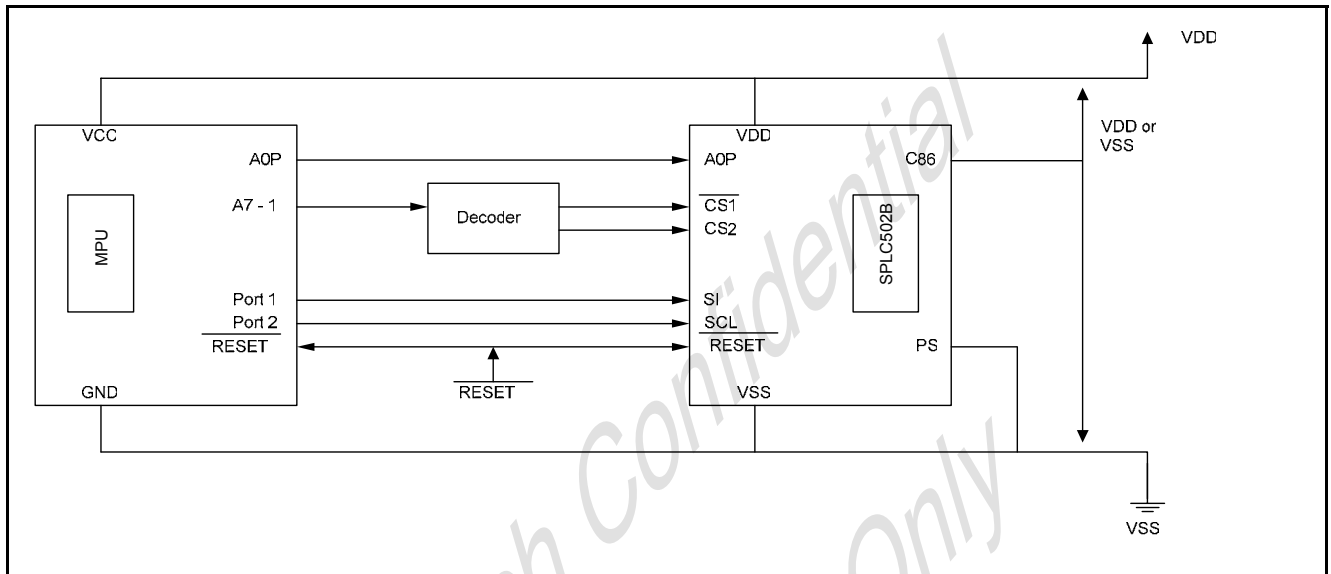 VDD
VCC
VDD
VDD or
VSS
A0P
A0P
C86
A7 - 1
Decoder
CS1
CS2
MPU
SPLC502B
Port 1
SI
Port 2
SCL
RESET
RESET
PS
RESET
GND
VSS
VSS
ch Confidential
Only